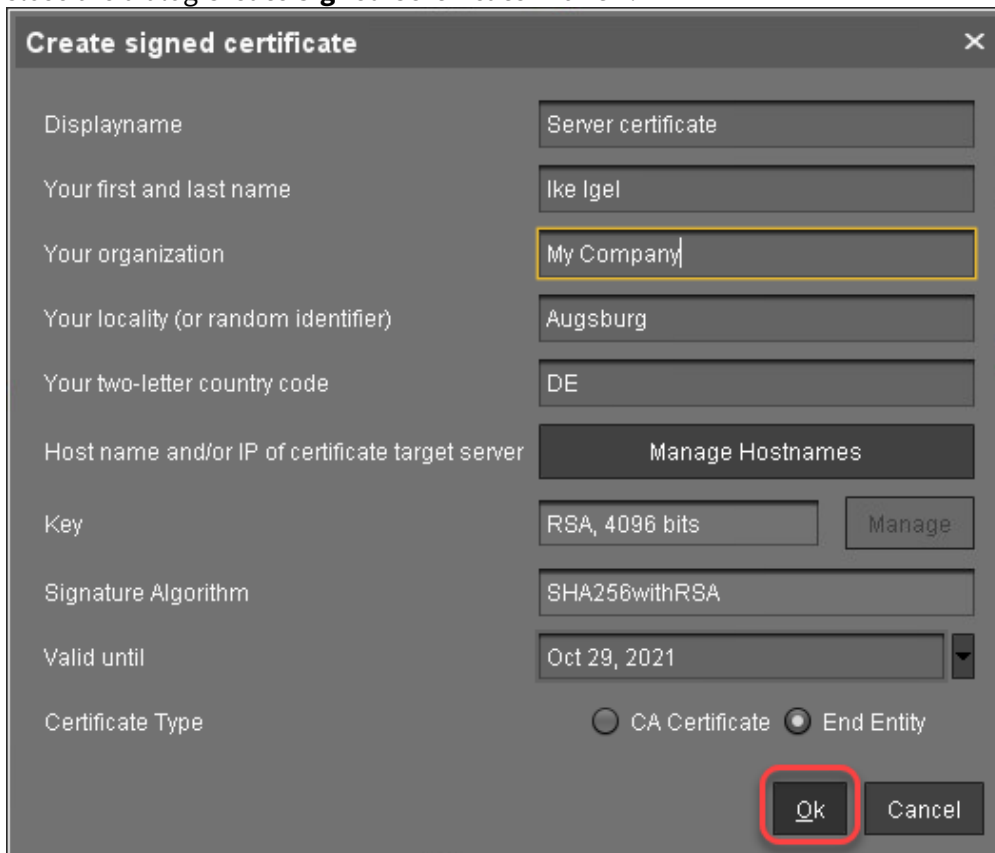 Create signed certificate ×
Displayname Server certificate
Your first and last name Ike Igel
Your organization My Company
Your locality (or random identifier) Augsburg
Your two-letter country code DE
Host name and/or IP of certificate target server Manage Hostnames
Key RSA, 4096 bits Manage
Signature Algorithm SHA256withRSA
Valid until Oct 29, 2021
Certificate Type CA Certificate End Entity
Ok Cancel